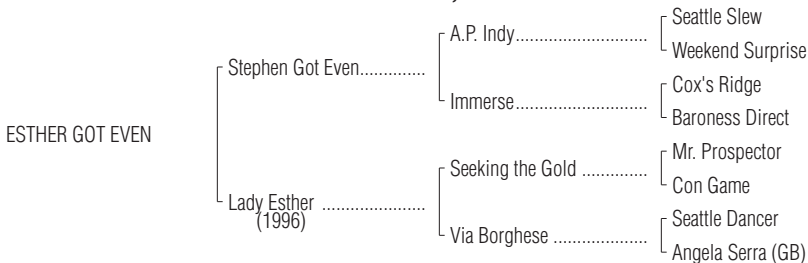 Seattle Slew
A.P. Indy..............................
Weekend Surprise
Stephen Got Even..............
Cox's Ridge
Immerse..............................
Baroness Direct
ESTHER GOT EVEN
Mr. Prospector
Seeking the Gold ...............
Con Game
Lady Esther ......................
(1996)
Seattle Dancer
Via Borghese .....................
Angela Serra (GB)